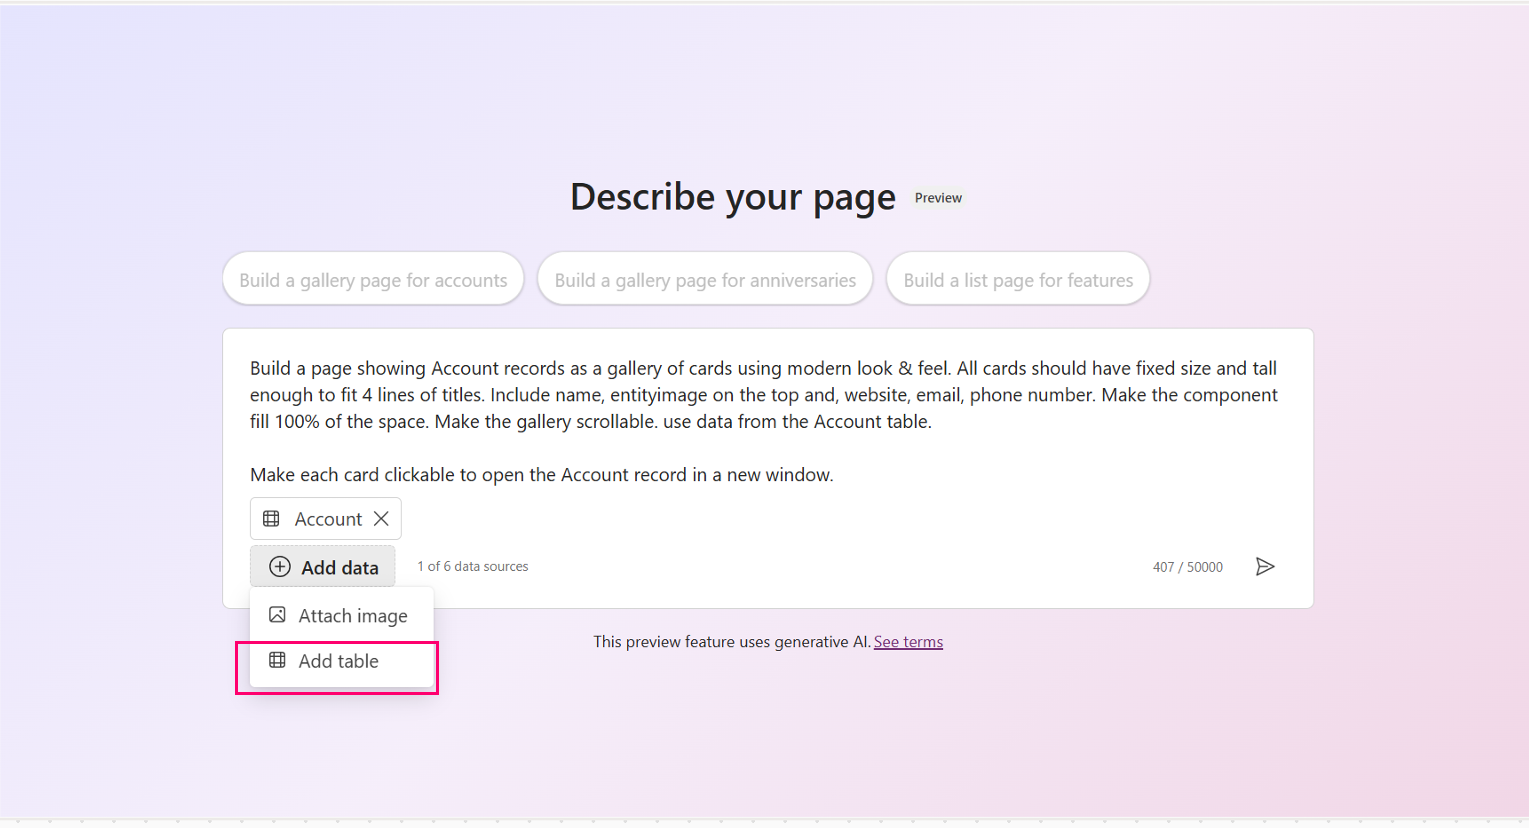 Describe your page Preview
Build a gallery page for accounts
Build a gallery page for anniversaries
Build a list page for features
Build a page showing Account records as a gallery of cards using modern look & feel. All cards should have fixed size and tall
enough to fit 4 lines of titles. Include name, entityimage on the top and, website, email, phone number. Make the component
fill 100% of the space. Make the gallery scrollable. use data from the Account table.
Make each card clickable to open the Account record in a new window.
Account
Add data
1 of 6 data sources
407 / 50000
Attach image
Add table
This preview feature uses generative AI. See terms